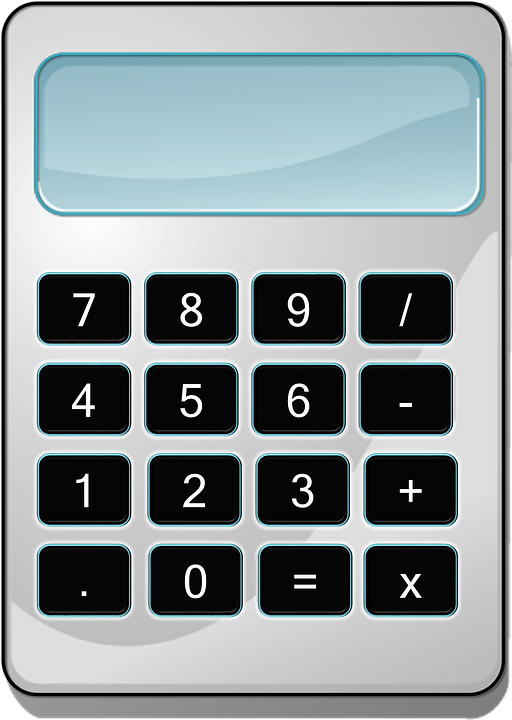 7 8 9 /
4 5 6 -
1 2 3 +
. 0 = x